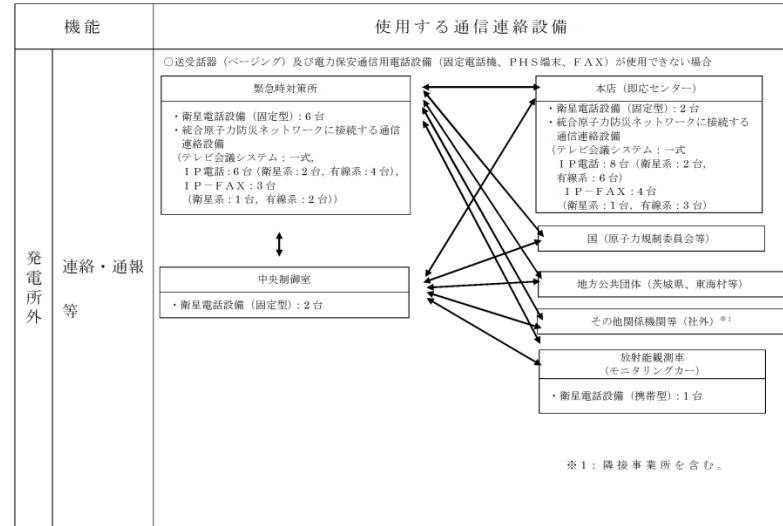 機能
使用する通信連絡設備
発電所外
連絡・通報
等
○送受話器（ページング）及び電力保安通信用電話設備（固定電話機、ＰＨＳ端末、ＦＡＸ）が使用できない場合
緊急時対策所
・衛星電話設備（固定型）：６台
・統合原子力防災ネットワークに接続する通信
連絡設備
（テレビ会議システム：一式，
ＩＰ電話：６台（衛星系：２台，有線系：４台），
ＩＰ－ＦＡＸ：３台
（衛星系：１台，有線系：２台））
中央制御室
・衛星電話設備（固定型）：２台
本店（即応センター）
・衛星電話設備（固定型）：２台
・統合原子力防災ネットワークに接続する
通信連絡設備
（テレビ会議システム：一式
ＩＰ電話：８台（衛星系：２台，
有線系：６台）
ＩＰ－ＦＡＸ：４台
（衛星系：１台，有線系：３台）
国（原子力規制委員会等）
地方公共団体（茨城県、東海村等）
その他関係機関等（社外）※１
放射能観測車
（モニタリングカー）
・衛星電話設備（携帯型）：１台
※１：隣接事業所を含む。